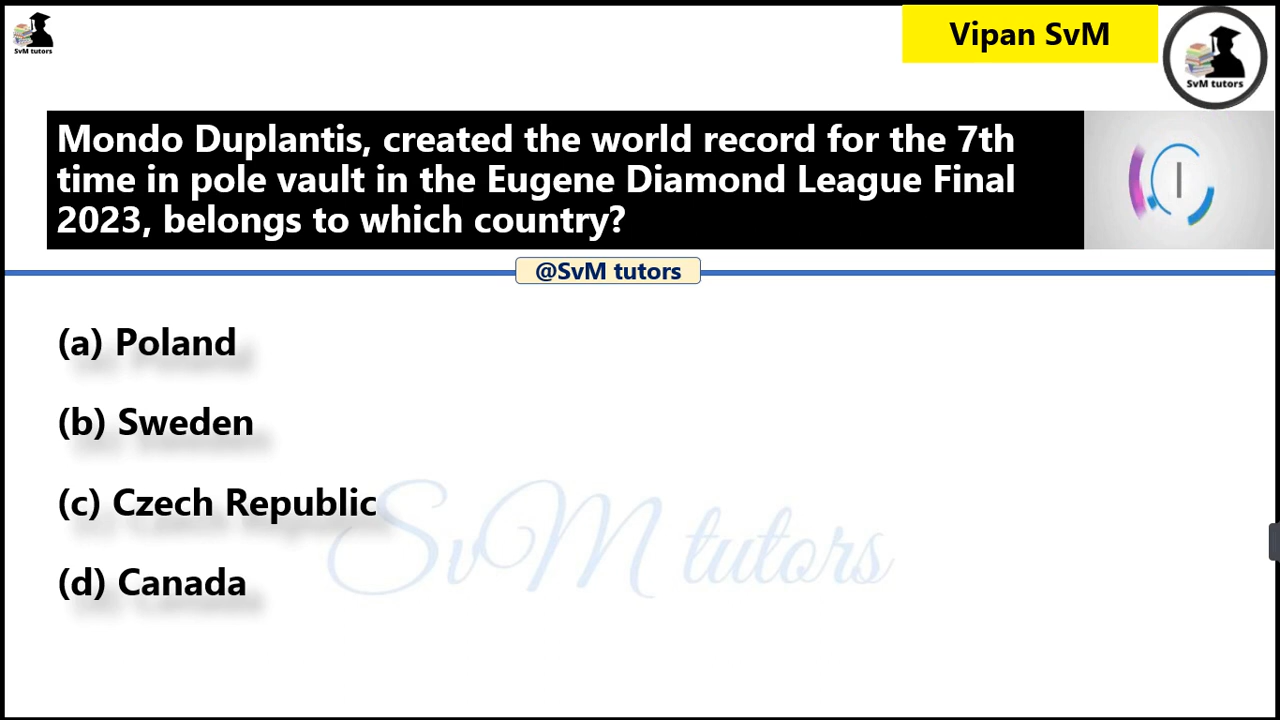 SvM tutors
Vipan SvM
SvM tutors
Mondo Duplantis, created the world record for the 7th
time in pole vault in the Eugene Diamond League Final
2023, belongs to which country?
@SvM tutors
(a) Poland
(b) Sweden
(c) Czech Republic
(d) Canada
SvM tutors